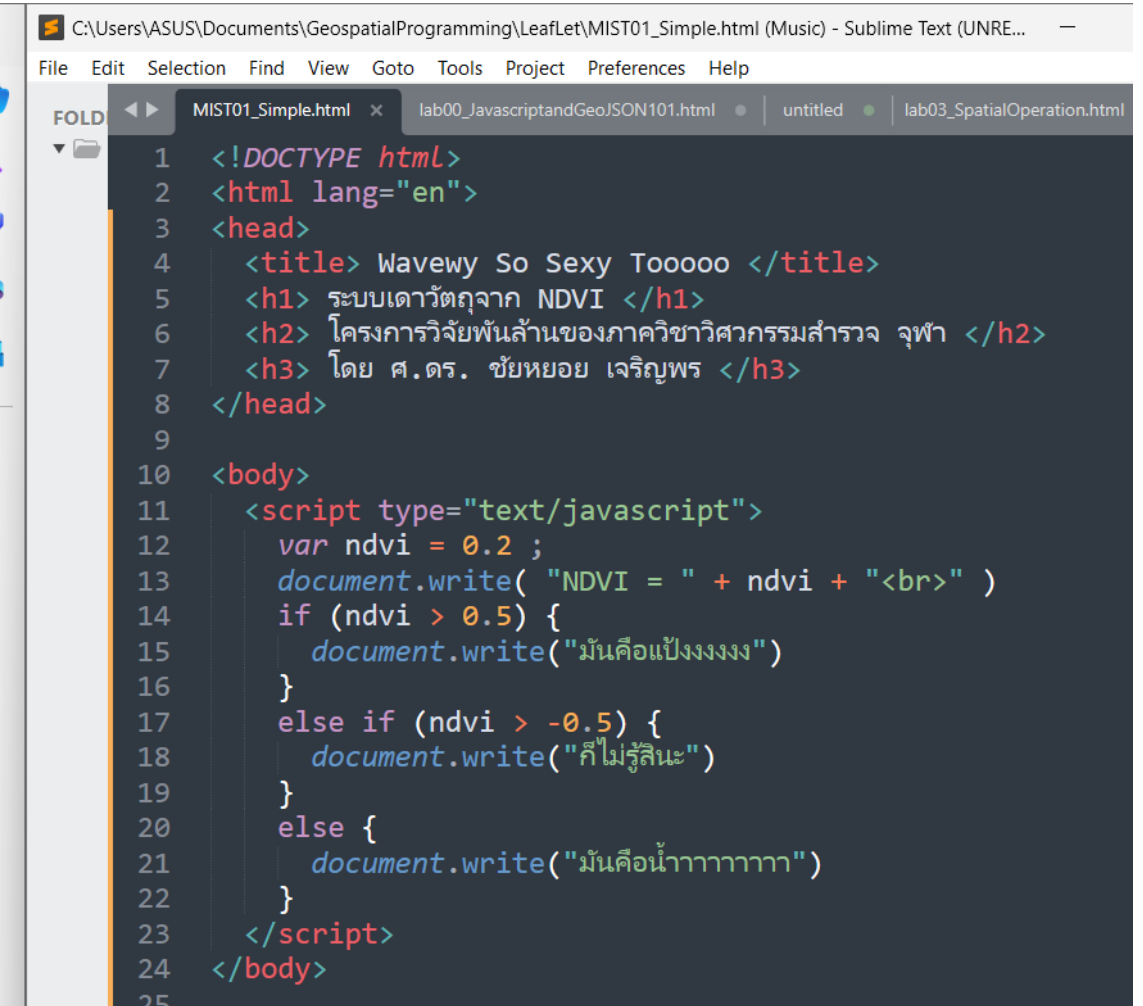 C:\Users\ASUS\Documents\GeospatialProgramming\LeafLet\MIST01_Simple.html (Music) - Sublime Text (UNRE...
File Edit Selection Find View Goto Tools Project Preferences Help
FOLD
MIST01_Simple.html × lab00_JavascriptandGeoJSON101.html untitled lab03_SpatialOperation.html
1 <!DOCTYPE html>
2 <html lang="en">
3 <head>
4 <title> Wavewy So Sexy Tooooo </title>
5 <h1> ระบบเดาวัตถุจาก NDVI </h1>
6 <h2> โครงการวิจัยพันล้านของภาควิชาวิศวกรรมสำรวจ จุฬา </h2>
7 <h3> โดย ศ.ดร. ชัยหยอย เจริญพร </h3>
8 </head>
9
10 <body>
11 <script type="text/javascript">
12 var ndvi = 0.2 ;
13 document.write( "NDVI = " + ndvi + "<br>" )
14 if (ndvi > 0.5) {
15 document.write("มันคือแป้งงงงงง")
16 }
17 else if (ndvi > -0.5) {
18 document.write("ก็ไม่รู้สินะ")
19 }
20 else {
21 document.write("มันคือน้ำาาาาาาาาา")
22 }
23 </script>
24 </body>
25